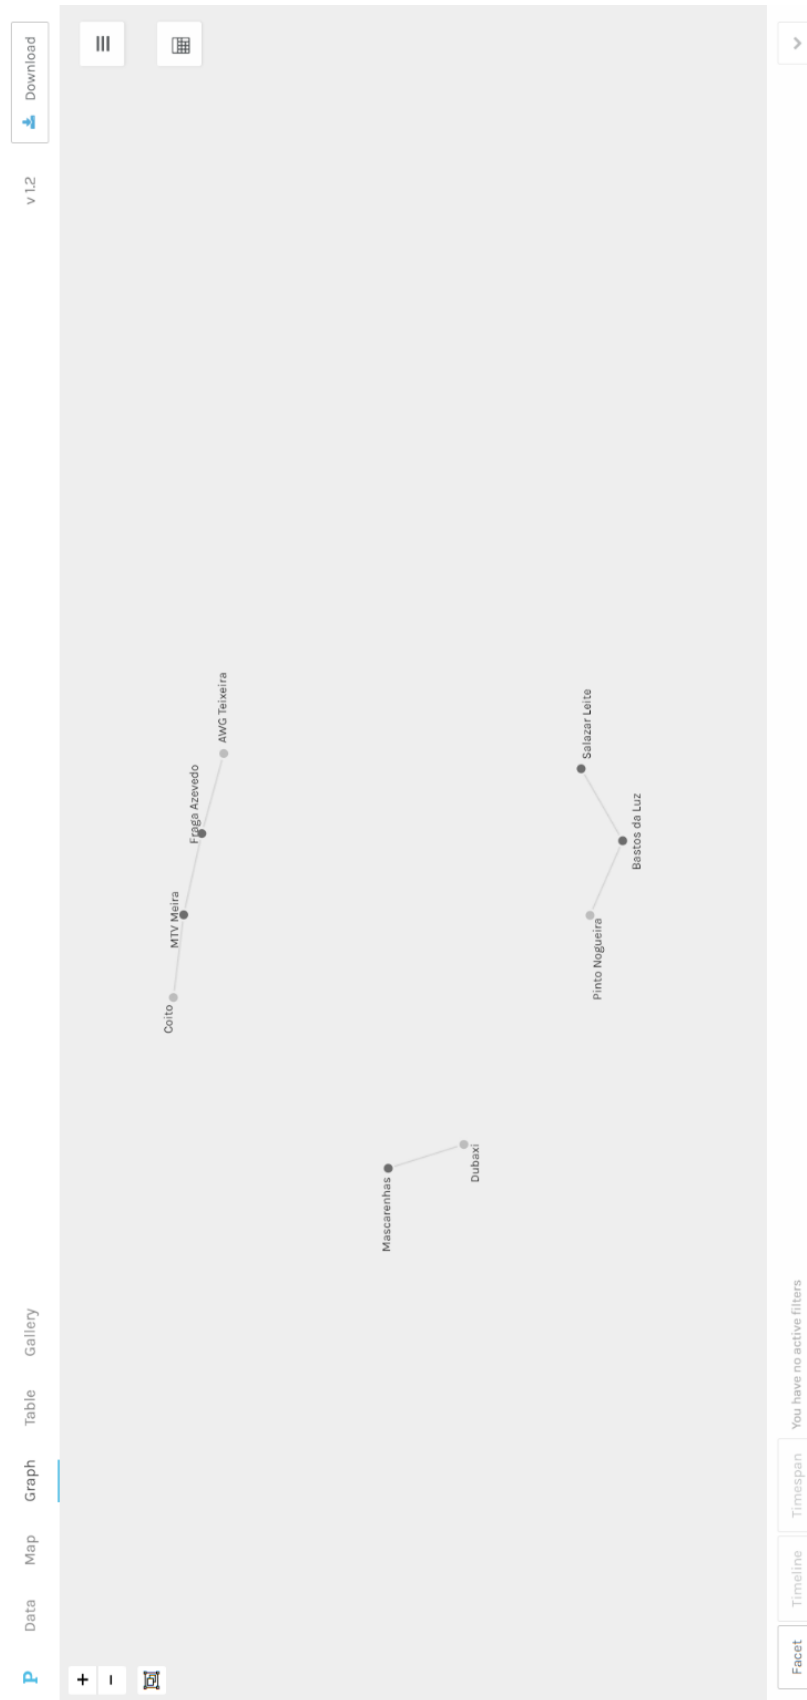 P Data Map Graph Table Gallery v 1.2 Download
+
−
Coito
MTV Meira
Fraga Azevedo
AWG Teixeira
Mascarenhas
Dubaxi
Pinto Nogueira
Salazar Leite
Bastos da Luz
Facet Timeline Timespan You have no active filters